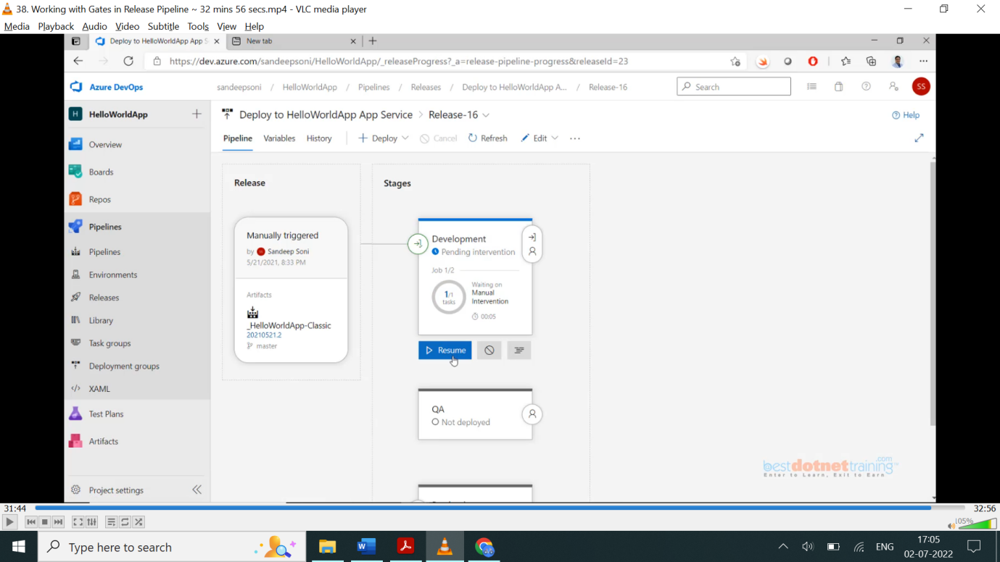 38. Working with Gates in Release Pipeline ~ 32 mins 56 secs.mp4 - VLC media player
Media Playback Audio Video Subtitle Tools View Help
Deploy to HelloWorldApp App S
New tab
https://dev.azure.com/sandeepsoni/HelloWorldApp/_releaseProgress?_a=release-pipeline-progress&releaseId=23
Azure DevOps
sandeepsoni / HelloWorldApp / Pipelines / Releases / Deploy to HelloWorldApp A... / Release-16
Search
SS
H HelloWorldApp
Deploy to HelloWorldApp App Service > Release-16
Help
Pipeline Variables History + Deploy Cancel Refresh Edit ...
Overview
Boards
Repos
Pipelines
Pipelines
Environments
Releases
Library
Task groups
Deployment groups
XAML
Test Plans
Artifacts
Project settings
Release
Manually triggered
by Sandeep Soni
5/21/2021, 8:33 PM
Artifacts
_HelloWorldApp-Classic
20210521.2
master
Stages
Development
Pending intervention
Job 1/2
1/1
tasks
Waiting on
Manual
Intervention
00:05
Resume
QA
Not deployed
bestdotnettraining.com
Enter to Learn, Exit to Earn
31:44
32:56
105%
Type here to search
ENG
17:05
02-07-2022